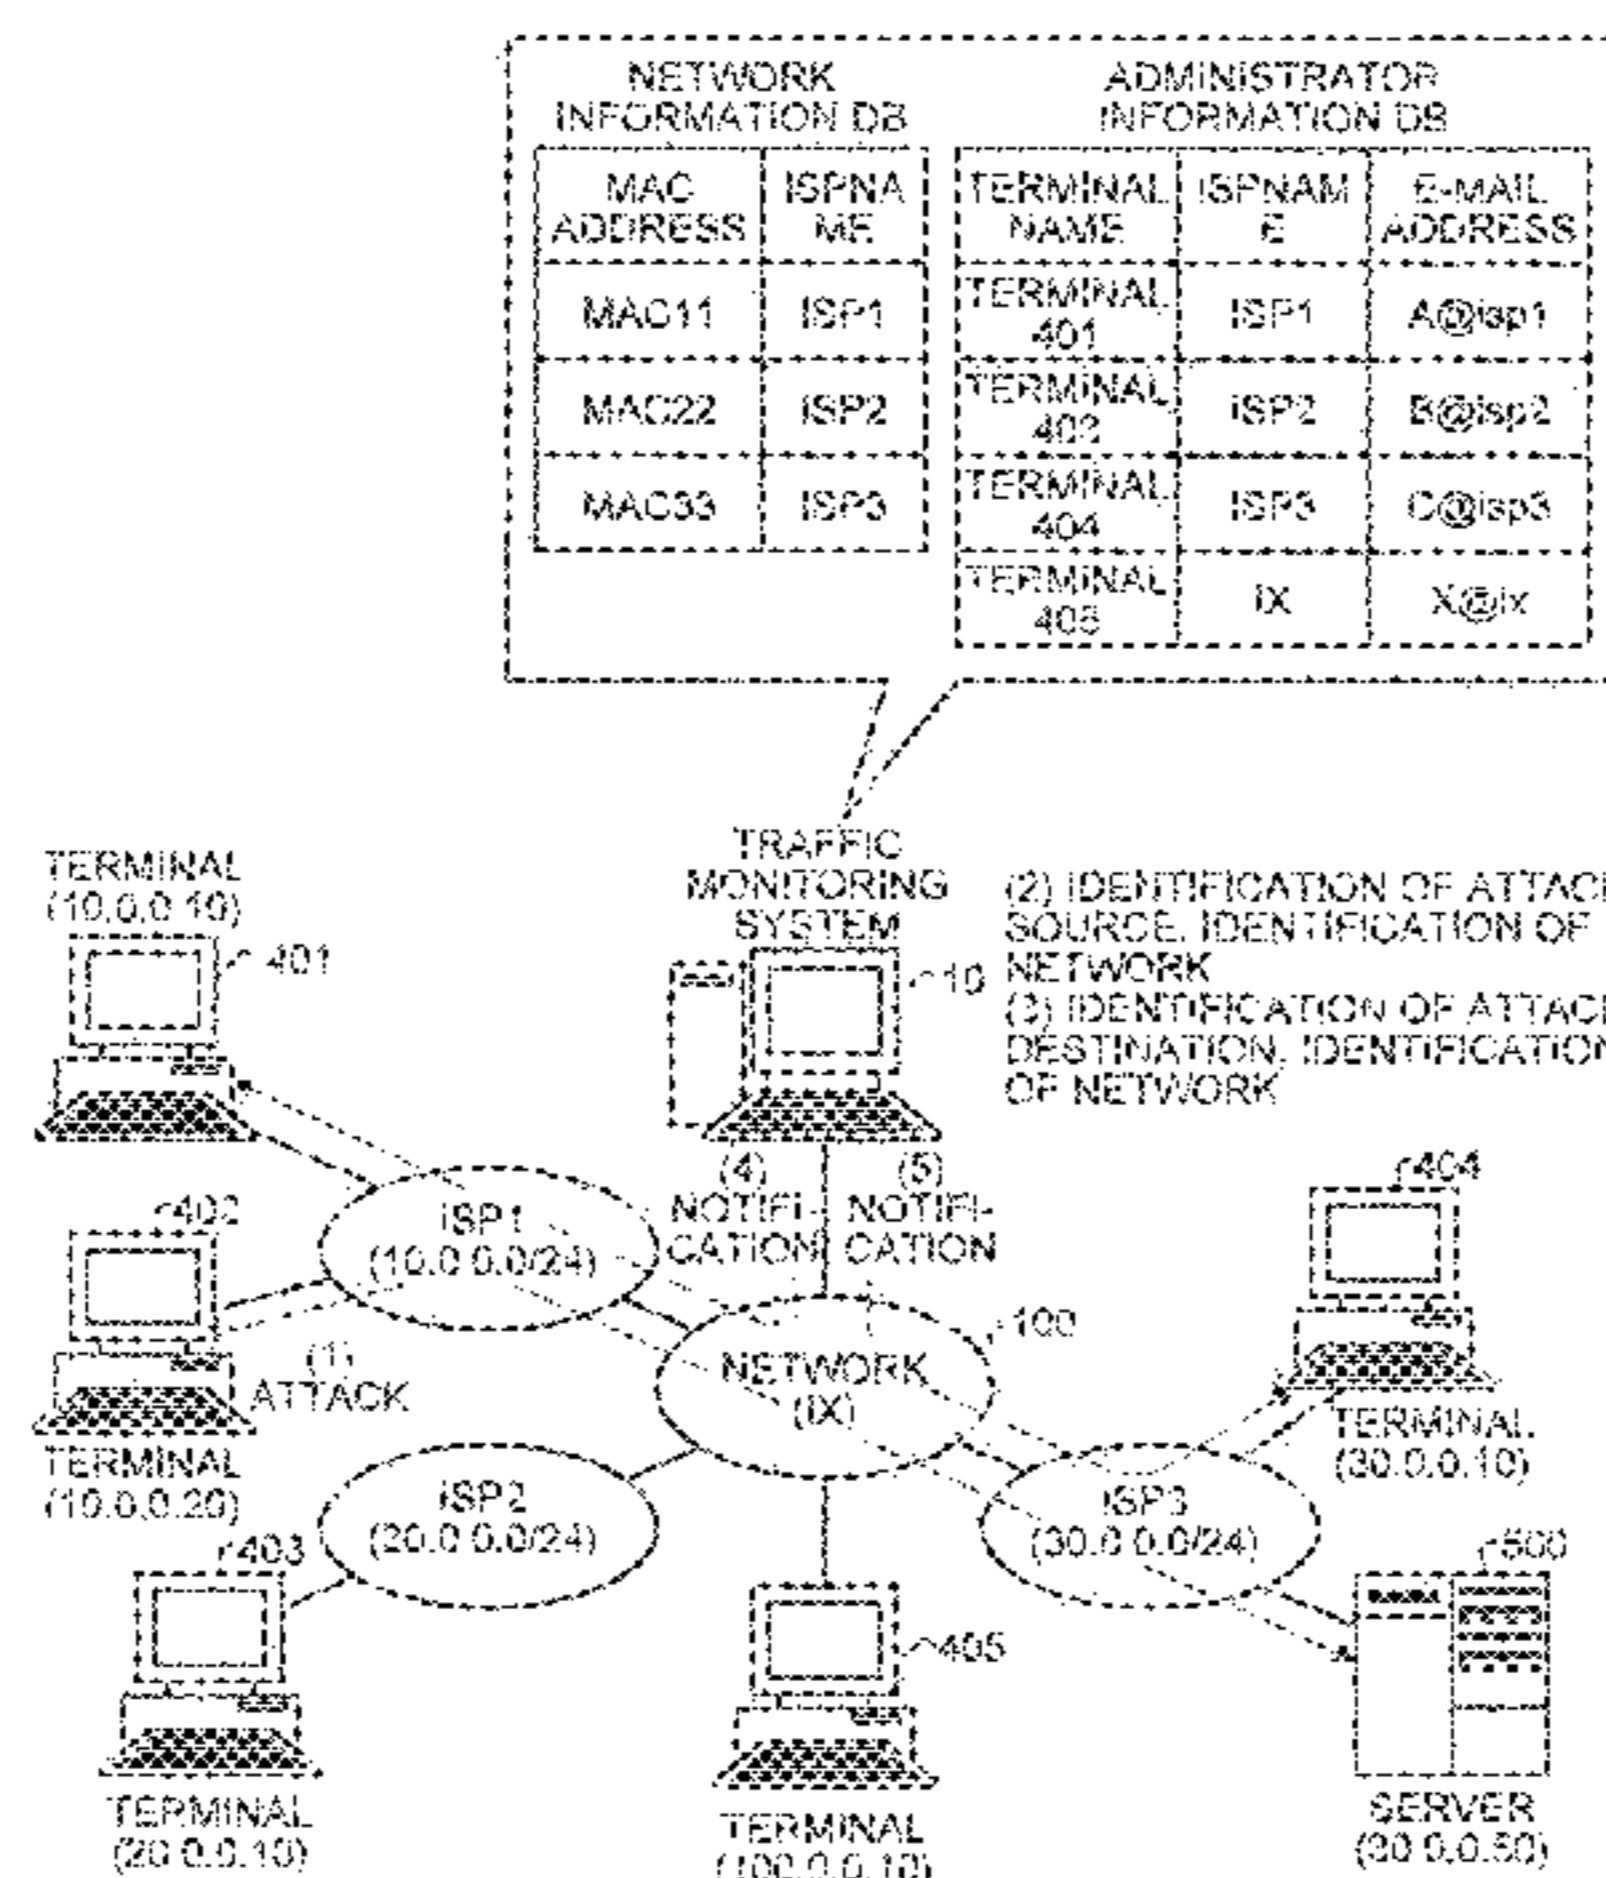 NETWORK
INFORMATION DB
MAC
ADDRESS
ISPNA
ME
MAC11
ISP1
MAC22
ISP2
MAC33
ISP3
ADMINISTRATOR
INFORMATION DB
TERMINAL
NAME
ISPNAM
E
E-MAIL
ADDRESS
TERMINAL
401
ISP1
A@isp1
TERMINAL
403
ISP2
B@isp2
TERMINAL
404
ISP3
C@isp3
TERMINAL
405
IX
X@ix
TRAFFIC
MONITORING
SYSTEM
10
(2) IDENTIFICATION OF ATTACK
SOURCE, IDENTIFICATION OF
NETWORK
(3) IDENTIFICATION OF ATTACK
DESTINATION, IDENTIFICATION
OF NETWORK
TERMINAL
(10.0.0.10)
401
(4)
NOTIFI-
CATION
(5)
NOTIFI-
CATION
404
402
ISP1
(10.0.0.0/24)
100
(1)
ATTACK
NETWORK
(IX)
TERMINAL
(30.0.0.10)
TERMINAL
(10.0.0.20)
ISP2
(20.0.0.0/24)
ISP3
(30.0.0.0/24)
403
500
405
TERMINAL
(20.0.0.10)
TERMINAL
(100.0.0.10)
SERVER
(30.0.0.50)